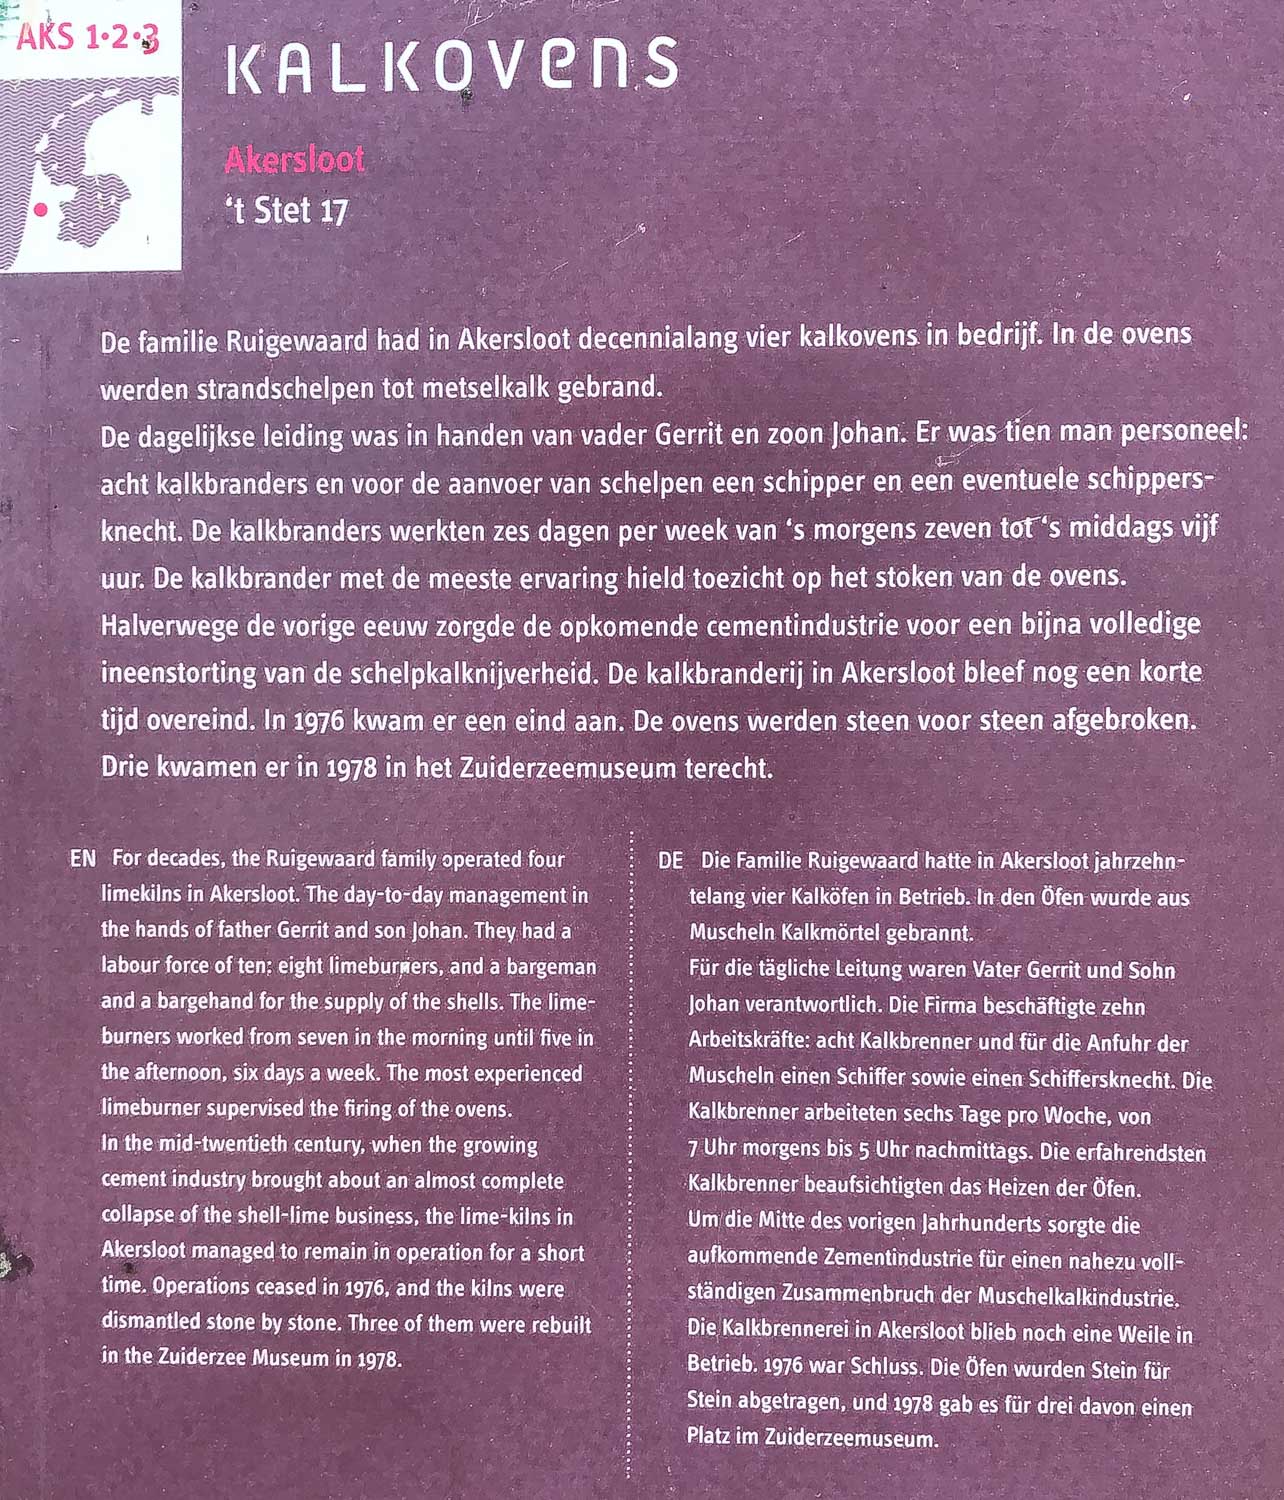 AKS 1•2•3
KALKOVENS
Akersloot
‘t Stet 17
De familie Ruigewaard had in Akersloot decennialang vier kalkovens in bedrijf. In de ovens
werden strandschelpen tot metselkalk gebrand.
De dagelijkse leiding was in handen van vader Gerrit en zoon Johan. Er was tien man personeel:
acht kalkbranders en voor de aanvoer van schelpen een schipper en een eventuele schippers-
knecht. De kalkbranders werkten zes dagen per week van ‘s morgens zeven tot ‘s middags vijf
uur. De kalkbrander met de meeste ervaring hield toezicht op het stoken van de ovens.
Halverwege de vorige eeuw zorgde de opkomende cementindustrie voor een bijna volledige
ineenstorting van de schelpkalknijverheid. De kalkbranderij in Akersloot bleef nog een korte
tijd overeind. In 1976 kwam er een eind aan. De ovens werden steen voor steen afgebroken.
Drie kwamen er in 1978 in het Zuiderzeemuseum terecht.
EN For decades, the Ruigewaard family operated four
limekilns in Akersloot. The day-to-day management in
the hands of father Gerrit and son Johan. They had a
labour force of ten: eight limeburners, and a bargeman
and a bargehand for the supply of the shells. The lime-
burners worked from seven in the morning until five in
the afternoon, six days a week. The most experienced
limeburner supervised the firing of the ovens.
In the mid-twentieth century, when the growing
cement industry brought about an almost complete
collapse of the shell-lime business, the lime-kilns in
Akersloot managed to remain in operation for a short
time. Operations ceased in 1976, and the kilns were
dismantled stone by stone. Three of them were rebuilt
in the Zuiderzee Museum in 1978.
DE Die Familie Ruigewaard hatte in Akersloot jahrzehn-
telang vier Kalköfen in Betrieb. In den Öfen wurde aus
Muscheln Kalkmörtel gebrannt.
Für die tägliche Leitung waren Vater Gerrit und Sohn
Johan verantwortlich. Die Firma beschäftigte zehn
Arbeitskräfte: acht Kalkbrenner und für die Anfuhr der
Muscheln einen Schiffer sowie einen Schiffersknecht. Die
Kalkbrenner arbeiteten sechs Tage pro Woche, von
7 Uhr morgens bis 5 Uhr nachmittags. Die erfahrendsten
Kalkbrenner beaufsichtigten das Heizen der Öfen.
Um die Mitte des vorigen Jahrhunderts sorgte die
aufkommende Zementindustrie für einen nahezu voll-
ständigen Zusammenbruch der Muschelkalkindustrie.
Die Kalkbrennerei in Akersloot blieb noch eine Weile in
Betrieb. 1976 war Schluss. Die Öfen wurden Stein für
Stein abgetragen, und 1978 gab es für drei davon einen
Platz im Zuiderzeemuseum.